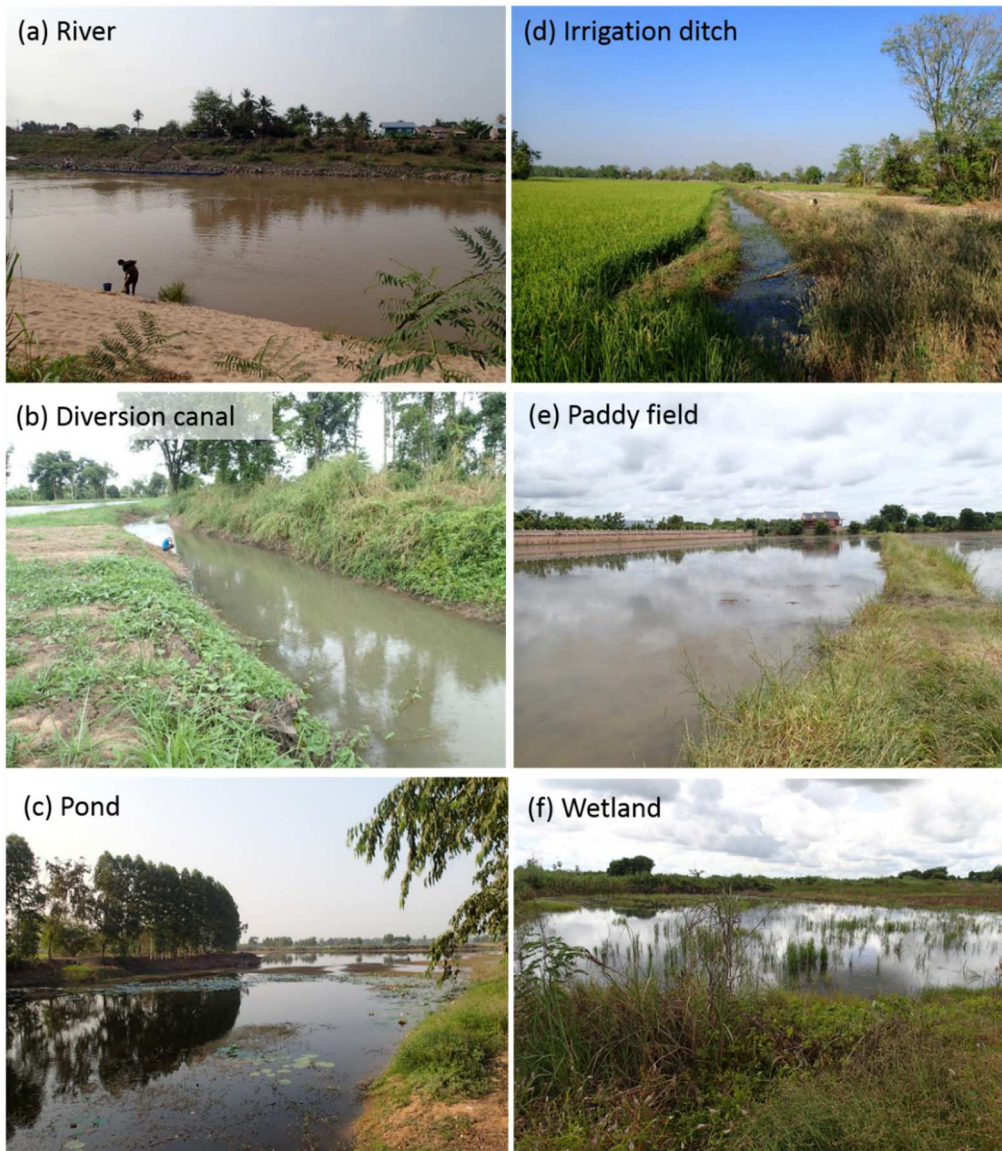 (a) River
(d) Irrigation ditch
(b) Diversion canal
(e) Paddy field
(c) Pond
(f) Wetland